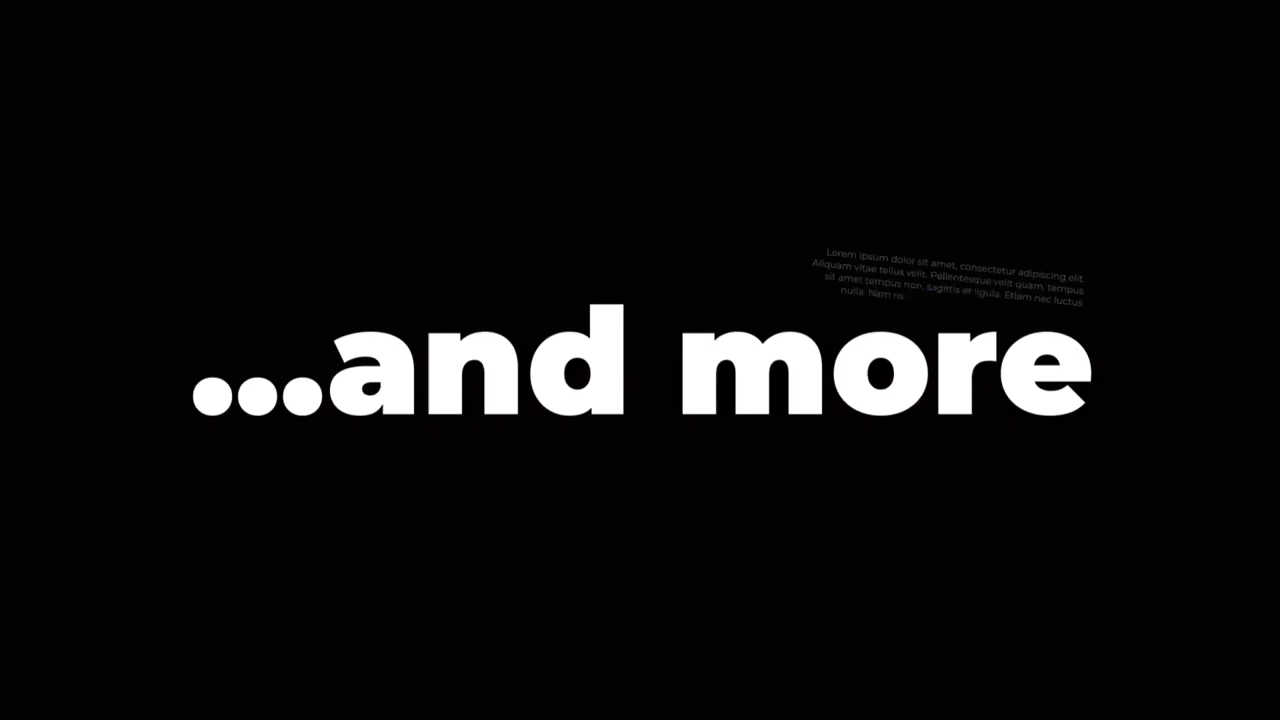 Lorem ipsum dolor sit amet, consectetur adipiscing elit.
Aliquam vitae tellus velit. Pellentesque velit quam, tempus
sit amet tempus non, sagittis et ligula. Etiam nec luctus
nulla. Nam
...and more